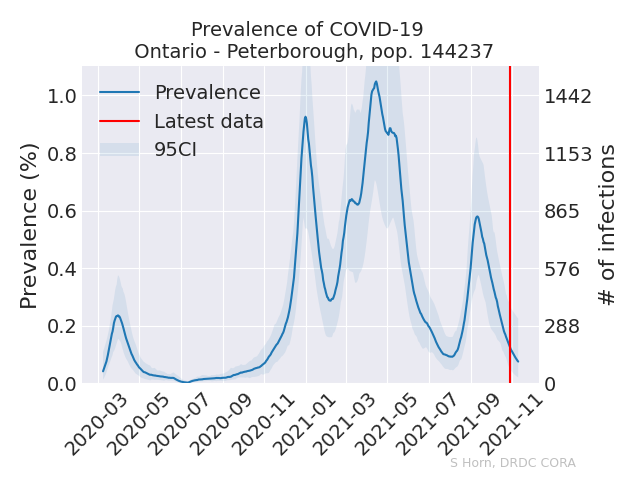 Prevalence of COVID-19
Ontario - Peterborough, pop. 144237
Prevalence (%)
1.0
0.8
0.6
0.4
0.2
0.0
Prevalence
Latest data
95CI
1442
1153
865
576
288
0
# of infections
2020-03
2020-05
2020-07
2020-09
2020-11
2021-01
2021-03
2021-05
2021-07
2021-09
2021-11
S Horn, DRDC CORA